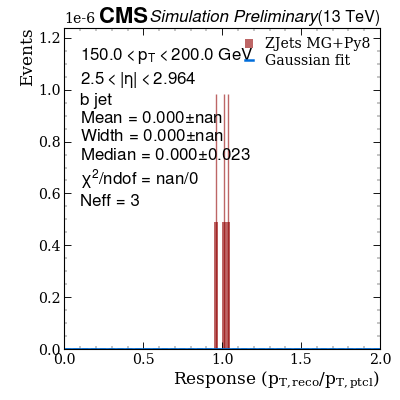 1e-6 CMS Simulation Preliminary (13 TeV)
Events
1.2
1.0
0.8
0.6
0.4
0.2
0.0
150.0 < pT < 200.0 GeV
2.5 < |η| < 2.964
b jet
Mean = 0.000±nan
Width = 0.000±nan
Median = 0.000±0.023
χ²/ndof = nan/0
Neff = 3
ZJets MG+Py8
Gaussian fit
0.0 0.5 1.0 1.5 2.0
Response (pT,reco/pT,ptcl)